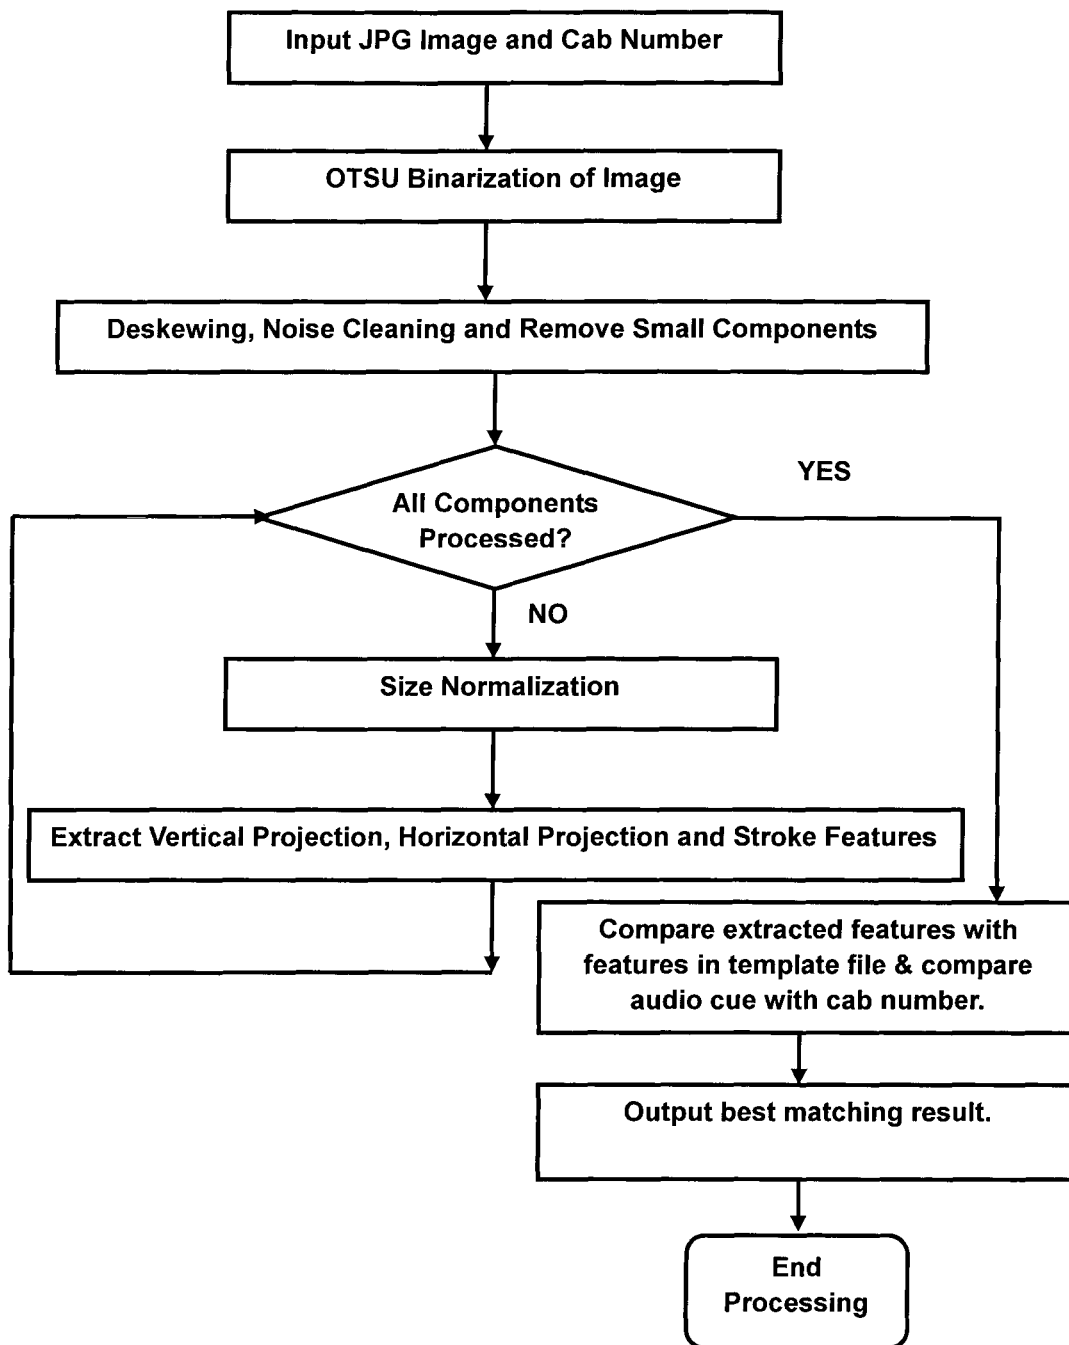 Input JPG Image and Cab Number
OTSU Binarization of Image
Deskewing, Noise Cleaning and Remove Small Components
All Components
Processed?
YES
NO
Size Normalization
Extract Vertical Projection, Horizontal Projection and Stroke Features
Compare extracted features with
features in template file & compare
audio cue with cab number.
Output best matching result.
End
Processing